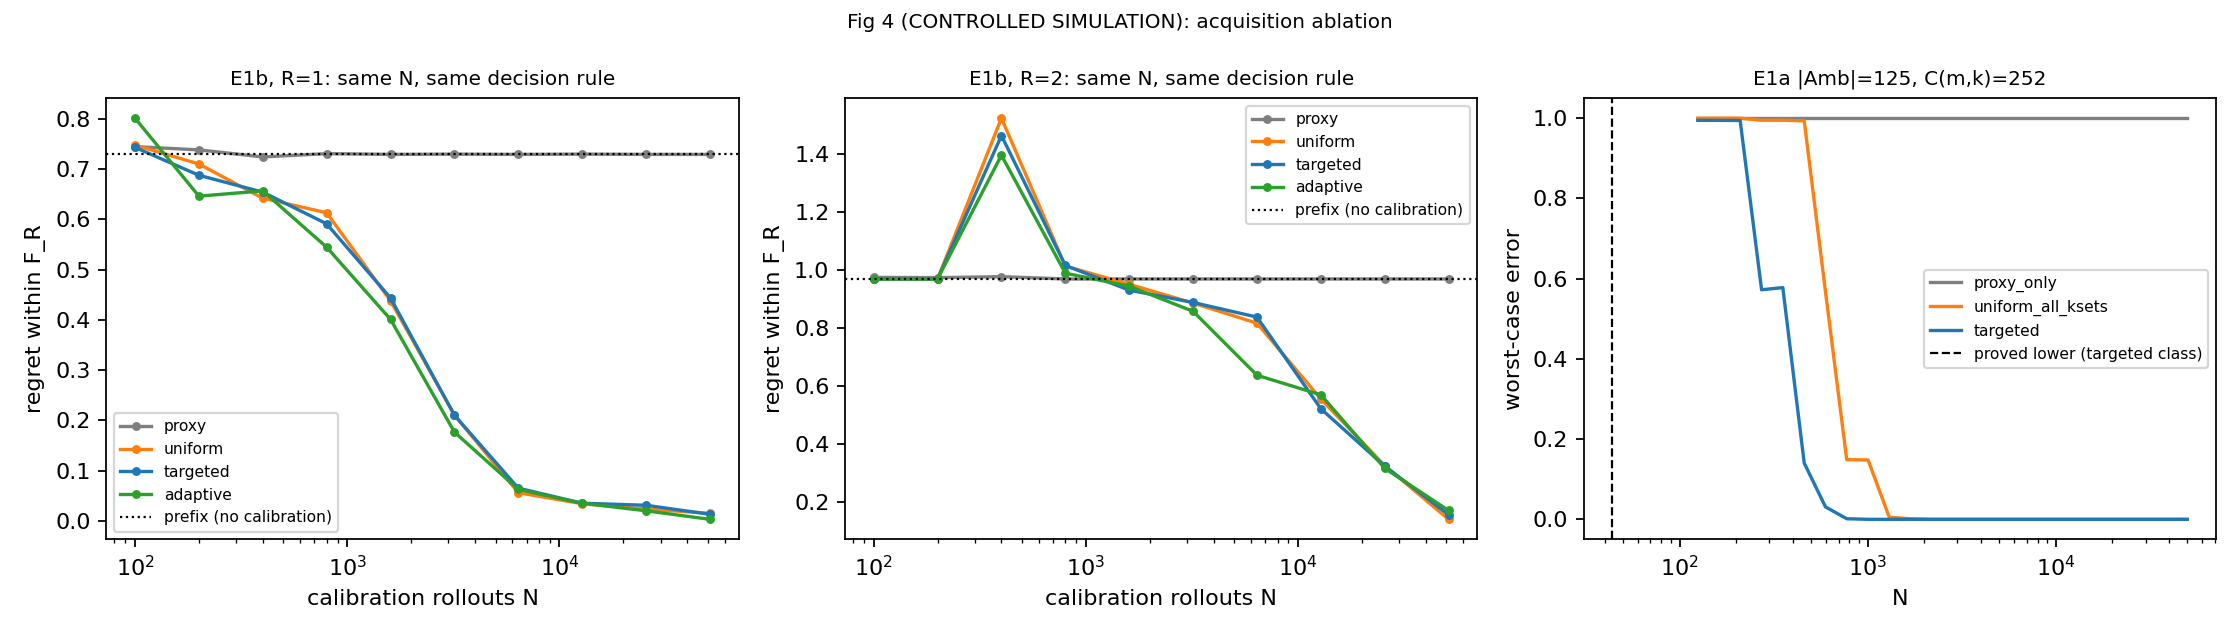 Fig 4 (CONTROLLED SIMULATION): acquisition ablation
E1b, R=1: same N, same decision rule
regret within F_R
0.8
0.7
0.6
0.5
0.4
0.3
0.2
0.1
0.0
proxy
uniform
targeted
adaptive
prefix (no calibration)
10²
10³
10⁴
calibration rollouts N
E1b, R=2: same N, same decision rule
regret within F_R
1.4
1.2
1.0
0.8
0.6
0.4
0.2
proxy
uniform
targeted
adaptive
prefix (no calibration)
10²
10³
10⁴
calibration rollouts N
E1a |Amb|=125, C(m,k)=252
worst-case error
1.0
0.8
0.6
0.4
0.2
0.0
proxy_only
uniform_all_ksets
targeted
proved lower (targeted class)
10²
10³
10⁴
N